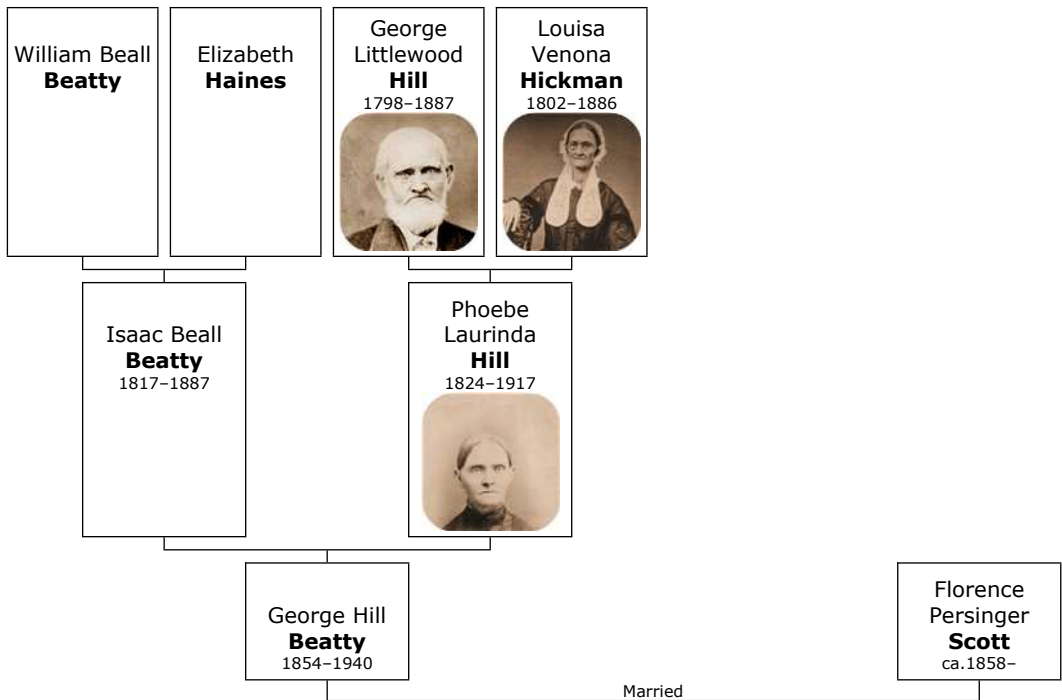 William Beall
Beatty
Elizabeth
Haines
George
Littlewood
Hill
1798–1887
Louisa
Venona
Hickman
1802–1886
Isaac Beall
Beatty
1817–1887
Phoebe
Laurinda
Hill
1824–1917
George Hill
Beatty
1854–1940
Florence
Persinger
Scott
ca.1858–
Married